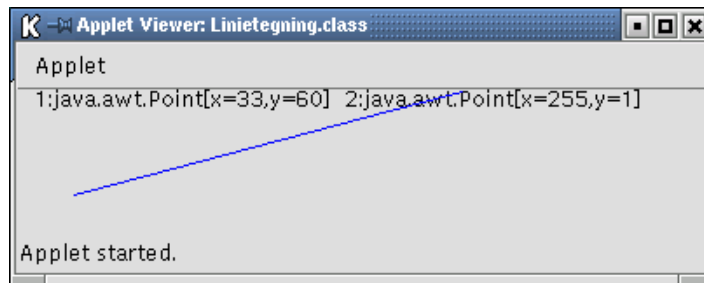 Applet Viewer: Linietegning.class
Applet
1:java.awt.Point[x=33,y=60] 2:java.awt.Point[x=255,y=1]
Applet started.